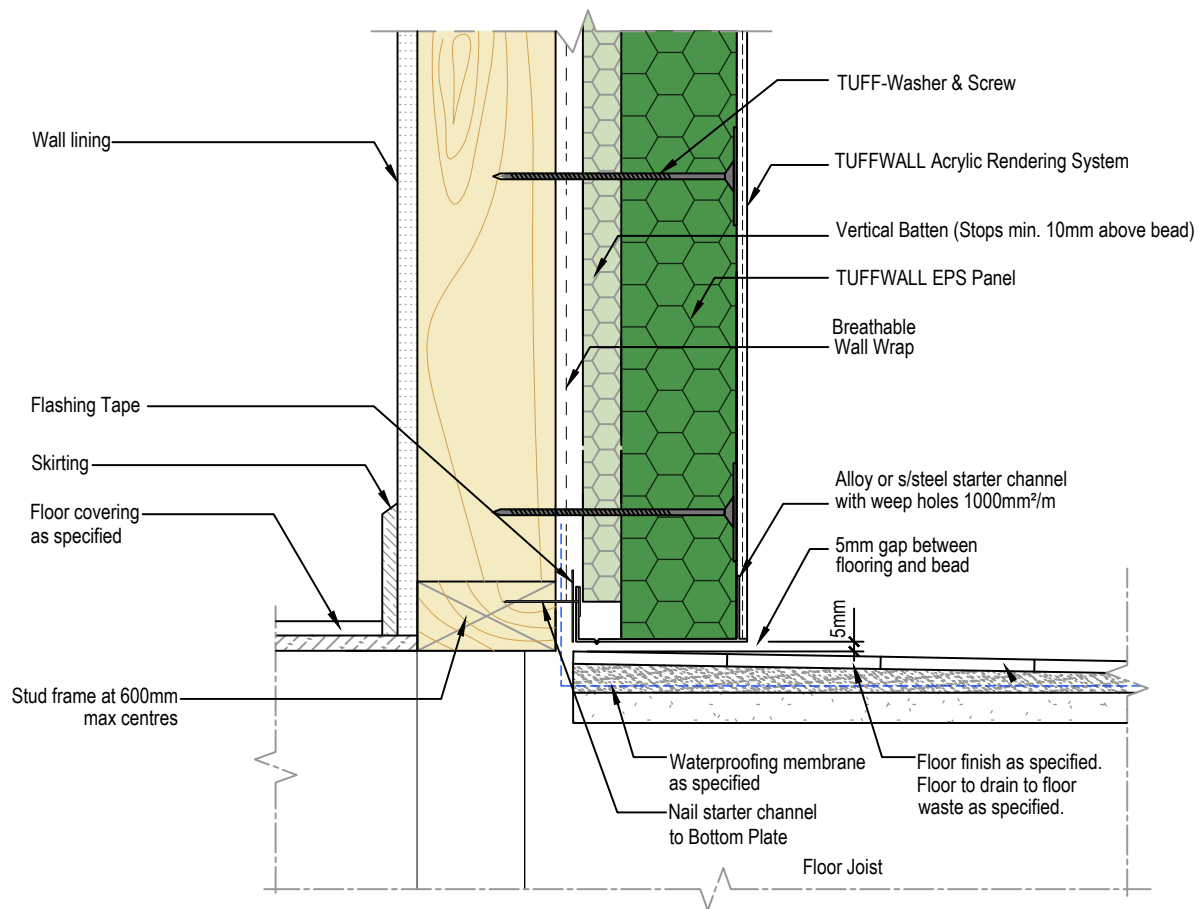 TUFF-Washer & Screw
Wall lining
TUFFWALL Acrylic Rendering System
Vertical Batten (Stops min. 10mm above bead)
TUFFWALL EPS Panel
Breathable
Wall Wrap
Flashing Tape
Skirting
Floor covering
as specified
Alloy or s/steel starter channel
with weep holes 1000mm²/m
5mm gap between
flooring and bead
5mm
Stud frame at 600mm
max centres
Waterproofing membrane
as specified
Nail starter channel
to Bottom Plate
Floor finish as specified.
Floor to drain to floor
waste as specified.
Floor Joist